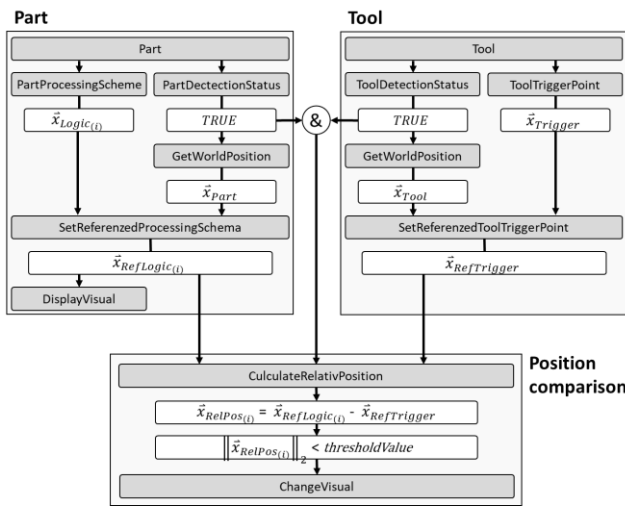 Part
Tool
Part
Tool
PartProcessingScheme
PartDectectionStatus
ToolDetectionStatus
ToolTriggerPoint
x⃗Logic(i)
TRUE
&
TRUE
x⃗Trigger
GetWorldPosition
GetWorldPosition
x⃗Part
x⃗Tool
SetReferenzedProcessingSchema
SetReferenzedToolTriggerPoint
x⃗RefLogic(i)
x⃗RefTrigger
DisplayVisual
CulculateRelativPosition
Position
comparison
x⃗RelPos(i) = x⃗RefLogic(i) - x⃗RefTrigger
‖x⃗RelPos(i)‖2 < thresholdValue
ChangeVisual